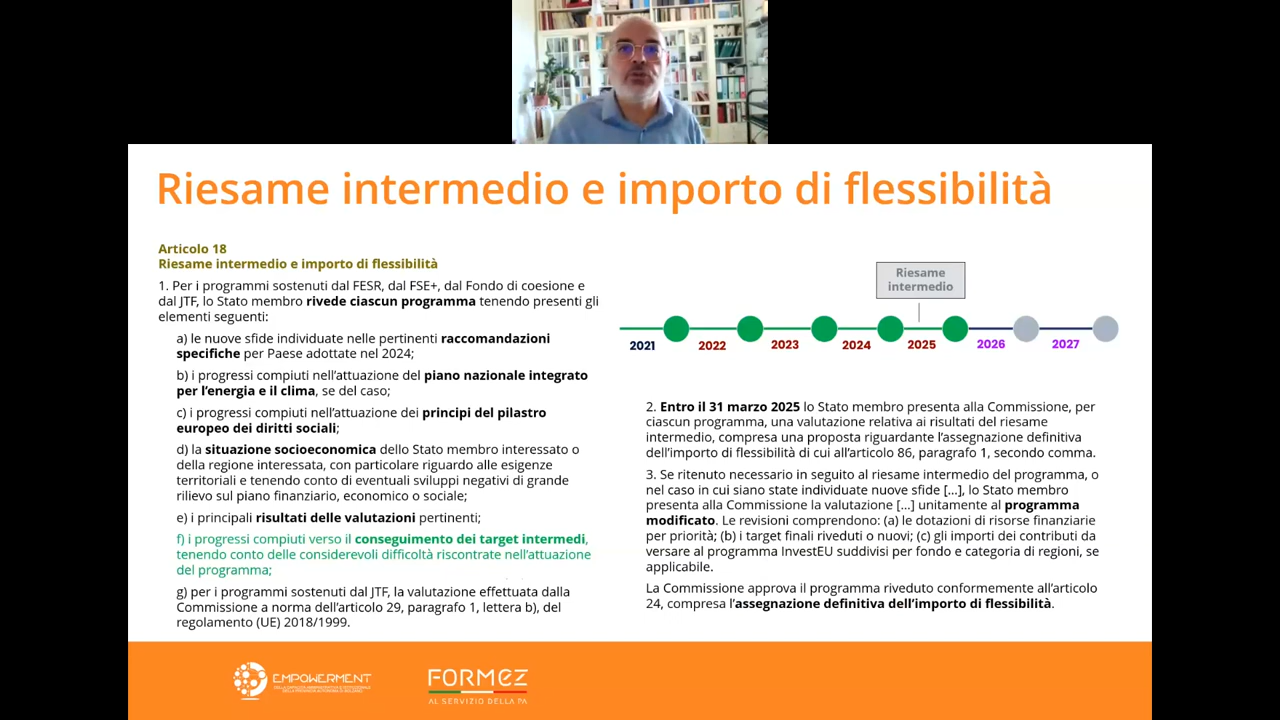 Riesame intermedio e importo di flessibilità
Articolo 18
Riesame intermedio e importo di flessibilità
1. Per i programmi sostenuti dal FESR, dal FSE+, dal Fondo di coesione e
dal JTF, lo Stato membro rivede ciascun programma tenendo presenti gli
elementi seguenti:
a) le nuove sfide individuate nelle pertinenti raccomandazioni
specifiche per Paese adottate nel 2024;
b) i progressi compiuti nell'attuazione del piano nazionale integrato
per l'energia e il clima, se del caso;
c) i progressi compiuti nell'attuazione dei principi del pilastro
europeo dei diritti sociali;
d) la situazione socioeconomica dello Stato membro interessato o
della regione interessata, con particolare riguardo alle esigenze
territoriali e tenendo conto di eventuali sviluppi negativi di grande
rilievo sul piano finanziario, economico o sociale;
e) i principali risultati delle valutazioni pertinenti;
f) i progressi compiuti verso il conseguimento dei target intermedi,
tenendo conto delle considerevoli difficoltà riscontrate nell'attuazione
del programma;
g) per i programmi sostenuti dal JTF, la valutazione effettuata dalla
Commissione a norma dell'articolo 29, paragrafo 1, lettera b), del
regolamento (UE) 2018/1999.
Riesame
intermedio
2021 2022 2023 2024 2025 2026 2027
2. Entro il 31 marzo 2025 lo Stato membro presenta alla Commissione, per
ciascun programma, una valutazione relativa ai risultati del riesame
intermedio, compresa una proposta riguardante l'assegnazione definitiva
dell'importo di flessibilità di cui all'articolo 86, paragrafo 1, secondo comma.
3. Se ritenuto necessario in seguito al riesame intermedio del programma, o
nel caso in cui siano state individuate nuove sfide [...], lo Stato membro
presenta alla Commissione la valutazione [...] unitamente al programma
modificato. Le revisioni comprendono: (a) le dotazioni di risorse finanziarie
per priorità; (b) i target finali riveduti o nuovi; (c) gli importi dei contributi da
versare al programma InvestEU suddivisi per fondo e categoria di regioni, se
applicabile.
La Commissione approva il programma riveduto conformemente all'articolo
24, compresa l'assegnazione definitiva dell'importo di flessibilità.
EMPOWERMENT
FORMEZ
AL SERVIZIO DELLA PA